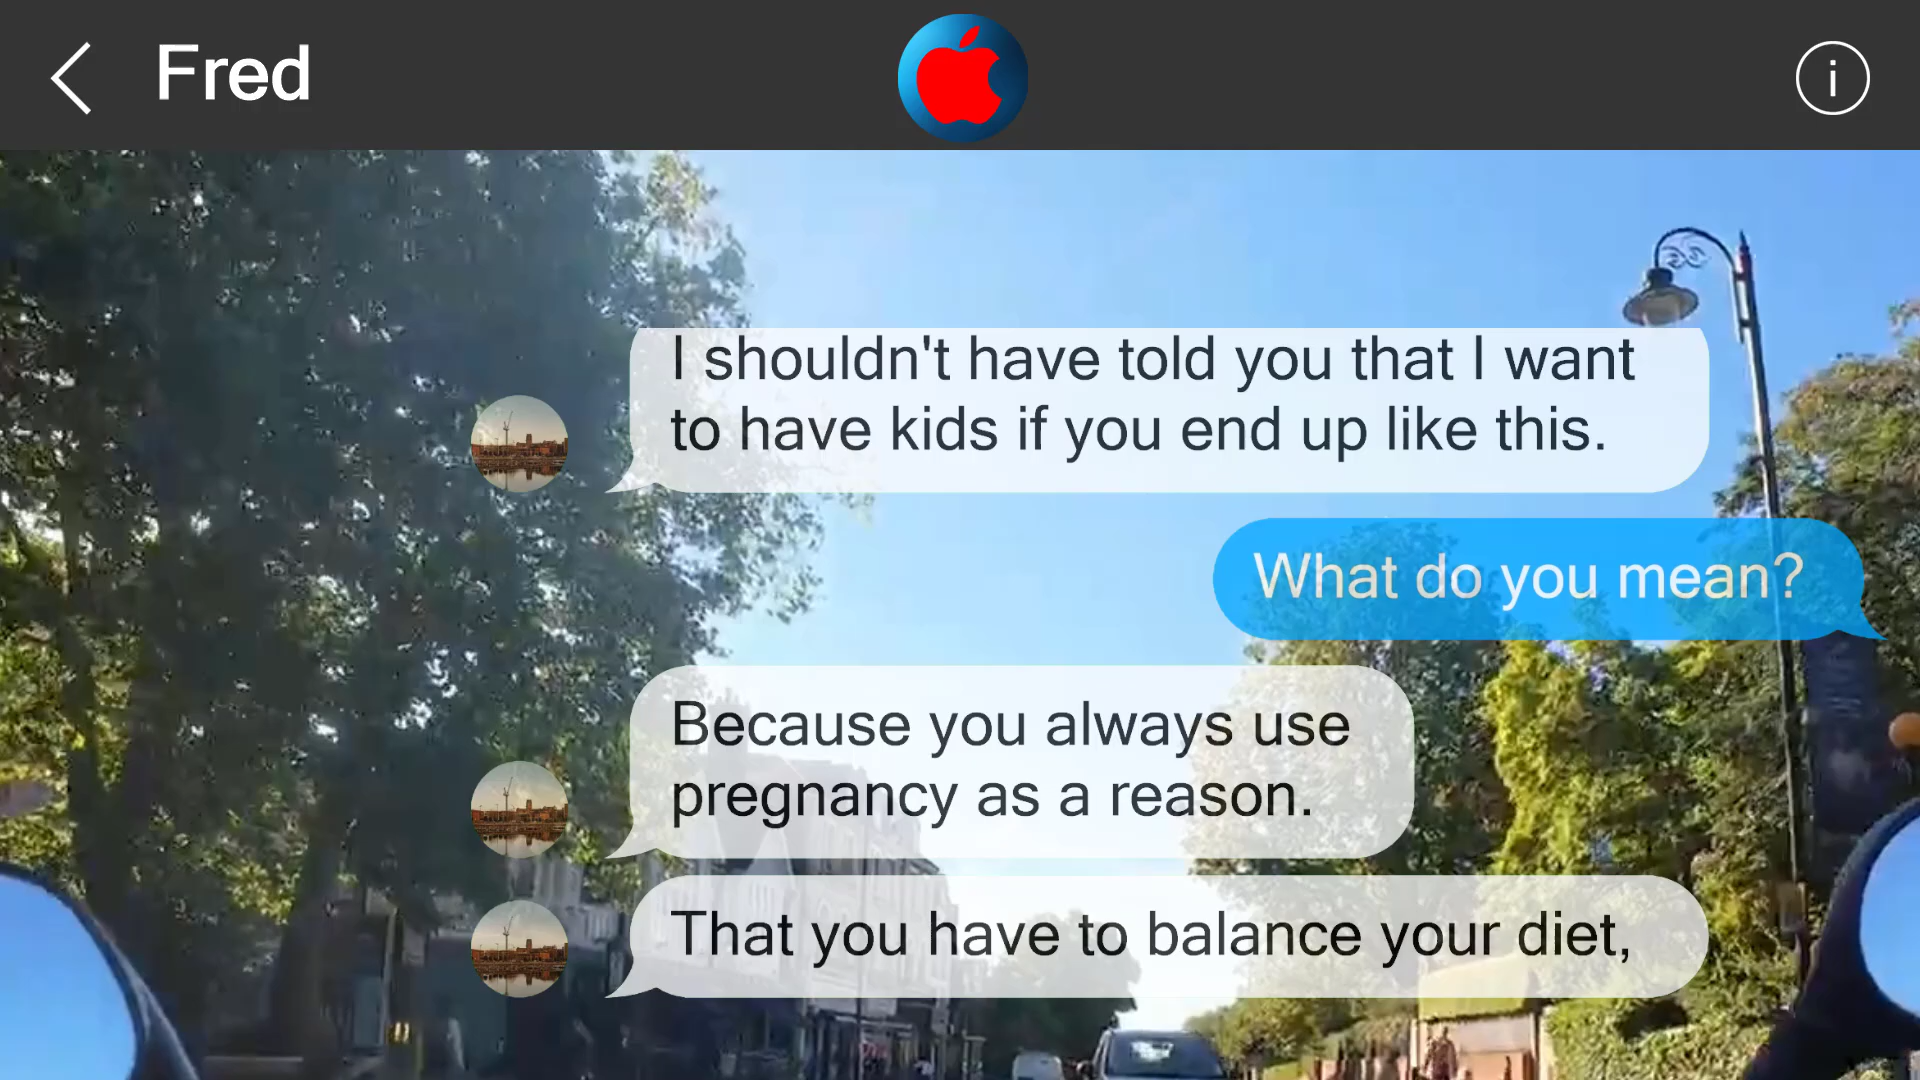 Fred
I shouldn't have told you that I want
to have kids if you end up like this.
What do you mean?
Because you always use
pregnancy as a reason.
That you have to balance your diet,